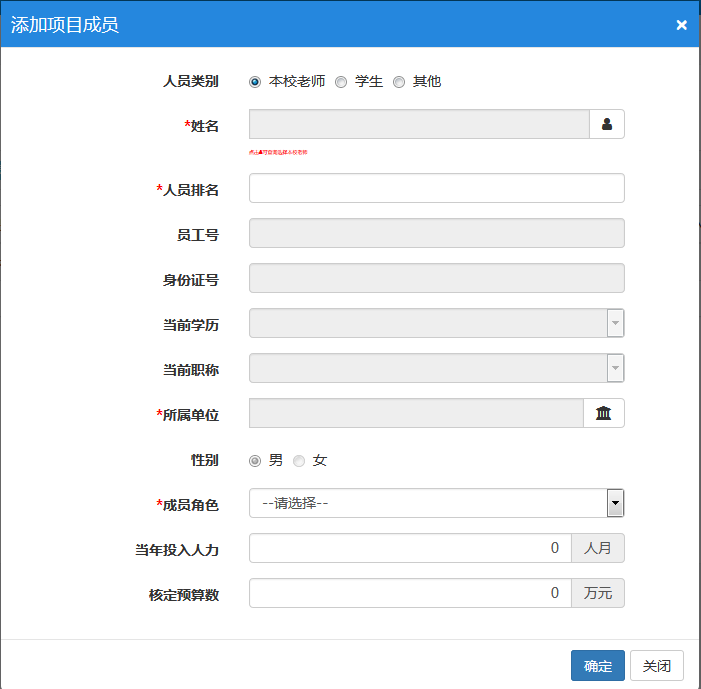 添加项目成员 ×
人员类别 本校老师 学生 其他
*姓名
*人员排名
员工号
身份证号
当前学历
当前职称
*所属单位
性别 男 女
*成员角色 --请选择--
当年投入人力 0 人月
核定预算数 0 万元
确定 关闭